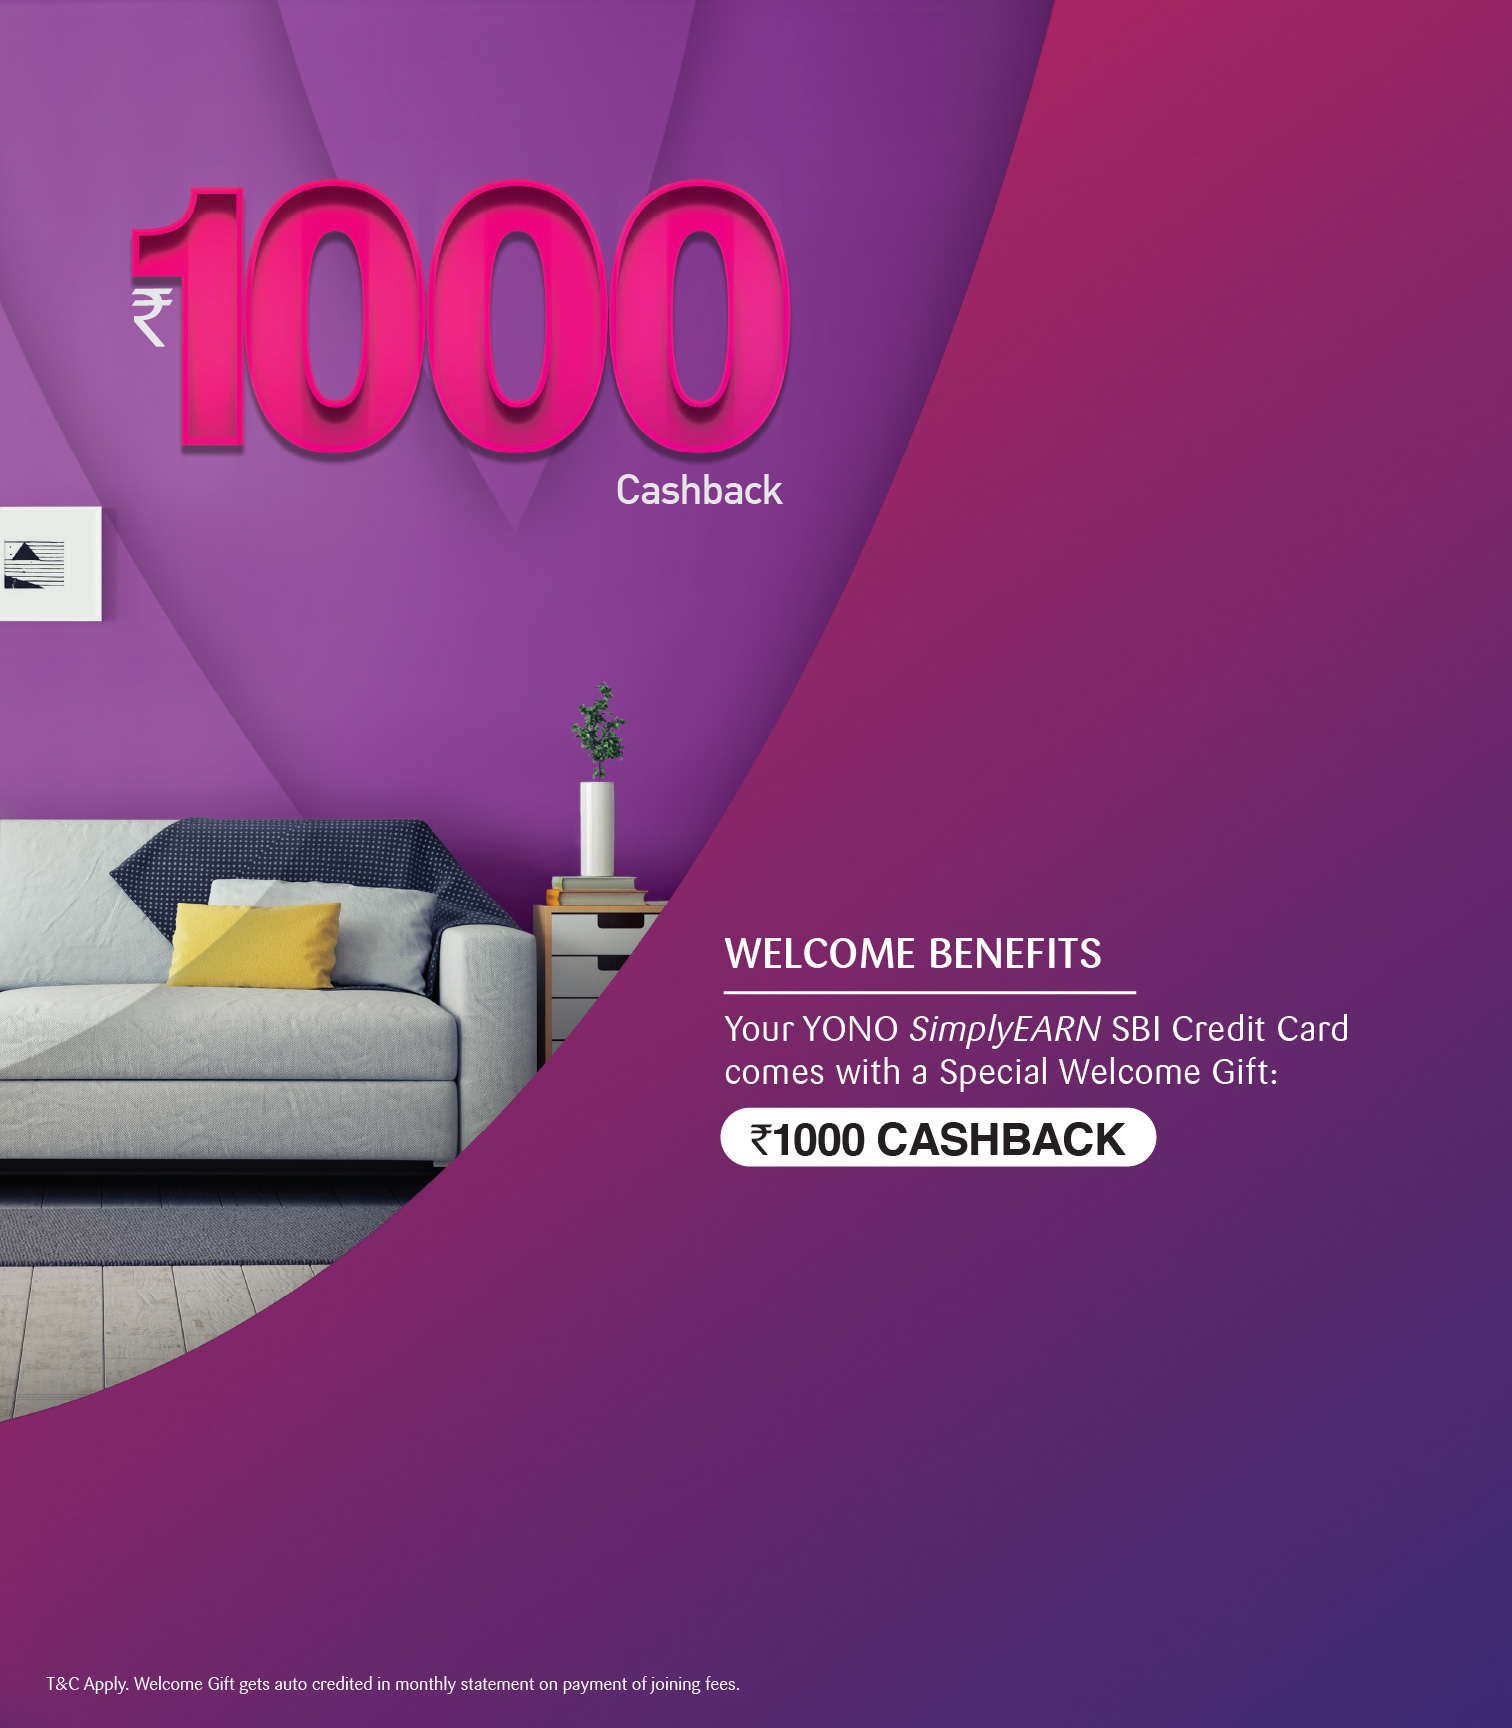 ₹1000
Cashback
WELCOME BENEFITS
Your YONO SimplyEARN SBI Credit Card
comes with a Special Welcome Gift:
₹1000 CASHBACK
T&C Apply. Welcome Gift gets auto credited in monthly statement on payment of joining fees.